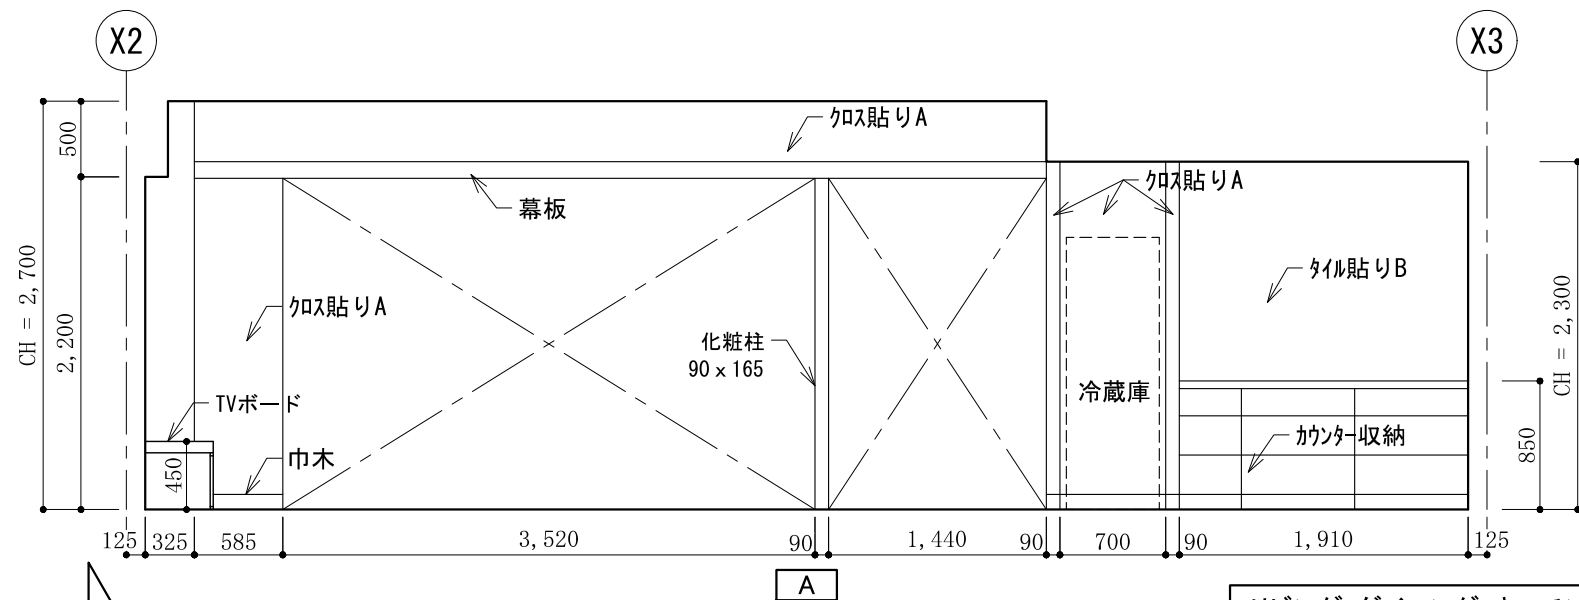 X2
X3
500
クロス貼りA
クロス貼りA
幕板
CH = 2,700
2,200
クロス貼りA
タイル貼りB
CH = 2,300
化粧柱
90 x 165
冷蔵庫
TVボード
カウンター収納
850
450
巾木
125
325
585
3,520
90
1,440
90
700
90
1,910
125
A